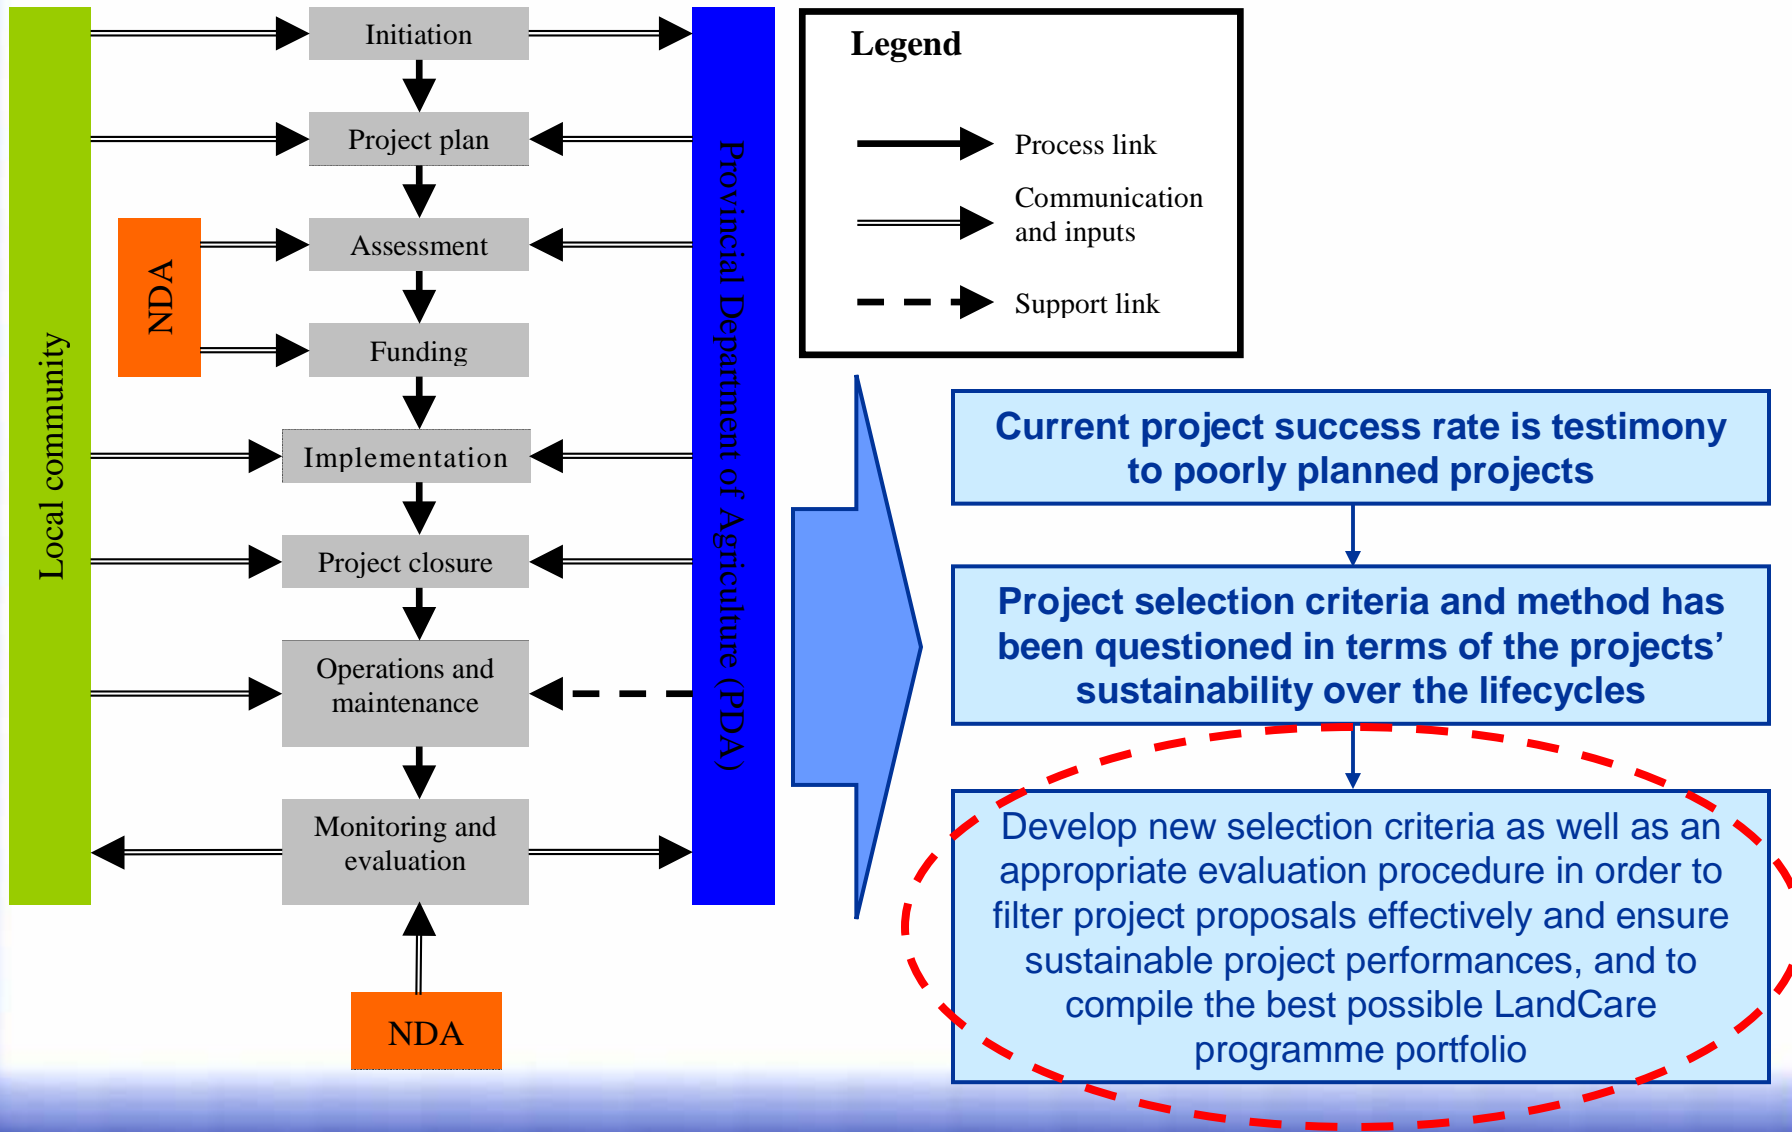 Initiation
Project plan
Assessment
Funding
Implementation
Project closure
Operations and
maintenance
Monitoring and
evaluation
Local community
NDA
NDA
Provincial Department of Agriculture (PDA)
Legend
Process link
Communication
and inputs
Support link
Current project success rate is testimony
to poorly planned projects
Project selection criteria and method has
been questioned in terms of the projects’
sustainability over the lifecycles
Develop new selection criteria as well as an
appropriate evaluation procedure in order to
filter project proposals effectively and ensure
sustainable project performances, and to
compile the best possible LandCare
programme portfolio